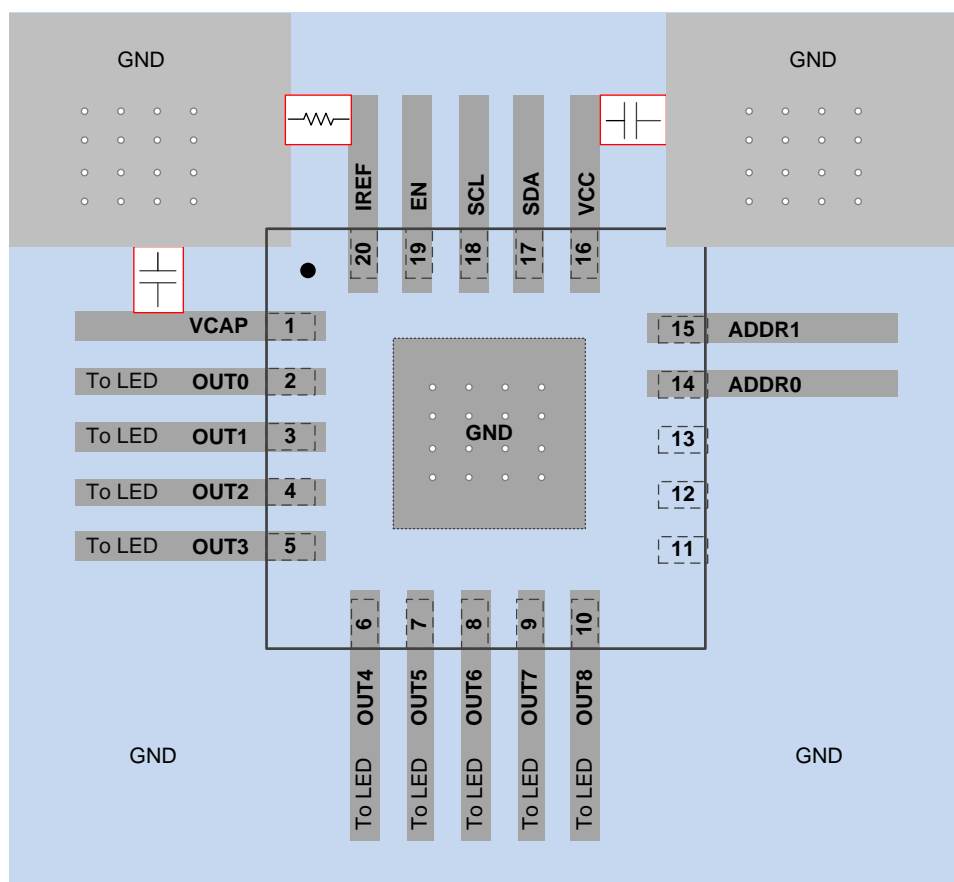 GND
GND
IREF
EN
SCL
SDA
VCC
20
19
18
17
16
VCAP 1
To LED OUT0 2
To LED OUT1 3
To LED OUT2 4
To LED OUT3 5
GND
15 ADDR1
14 ADDR0
13
12
11
6
7
8
9
10
OUT4
OUT5
OUT6
OUT7
OUT8
To LED
To LED
To LED
To LED
To LED
GND
GND